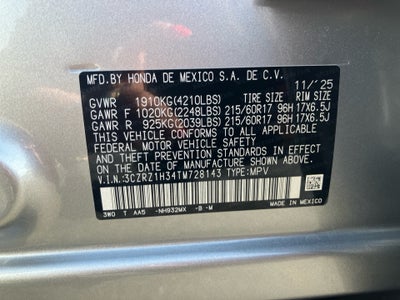 MFD.BY HONDA DE MEXICO S.A. DE C.V.
11/'25
GVWR 1910KG(4210LBS) TIRE SIZE RIM SIZE
GAWR F 1020KG(2248LBS) 215/60R17 96H 17X6.5J
GAWR R 925KG(2039LBS) 215/60R17 96H 17X6.5J
THIS VEHICLE CONFORMS TO ALL APPLICABLE
FEDERAL MOTOR VEHICLE SAFETY AND
THEFT PREVENTION STANDARDS IN EFFECT
ON THE DATE OF MANUFACTURE SHOWN ABOVE.
V.I.N.:3CZRZ1H34TM728143 TYPE:MPV
3W0 T AA5 -NH932MX -B -M MADE IN MEXICO